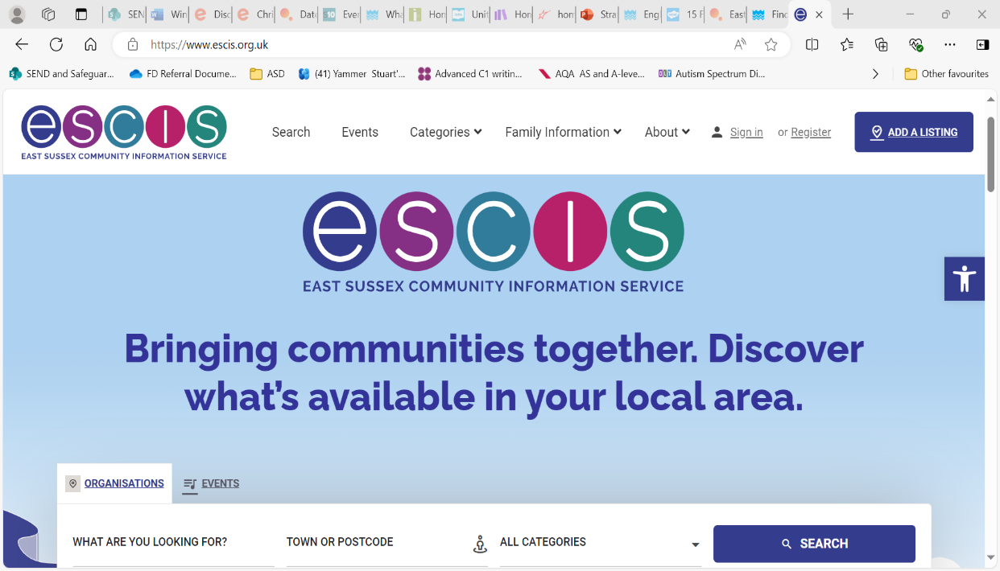 SEN
Win
Disc
Chri
Date
Ever
Wha
Hor
Unit
Hor
hom
Stra
Eng
15 F
East
Finc
https://www.escis.org.uk
SEND and Safeguar...
FD Referral Docume...
ASD
(41) Yammer Stuart'...
Advanced C1 writin...
AQA AS and A-leve...
Autism Spectrum Di...
Other favourites
escis
EAST SUSSEX COMMUNITY INFORMATION SERVICE
Search
Events
Categories
Family Information
About
Sign in or Register
ADD A LISTING
escis
EAST SUSSEX COMMUNITY INFORMATION SERVICE
Bringing communities together. Discover
what's available in your local area.
ORGANISATIONS
EVENTS
WHAT ARE YOU LOOKING FOR?
TOWN OR POSTCODE
ALL CATEGORIES
SEARCH